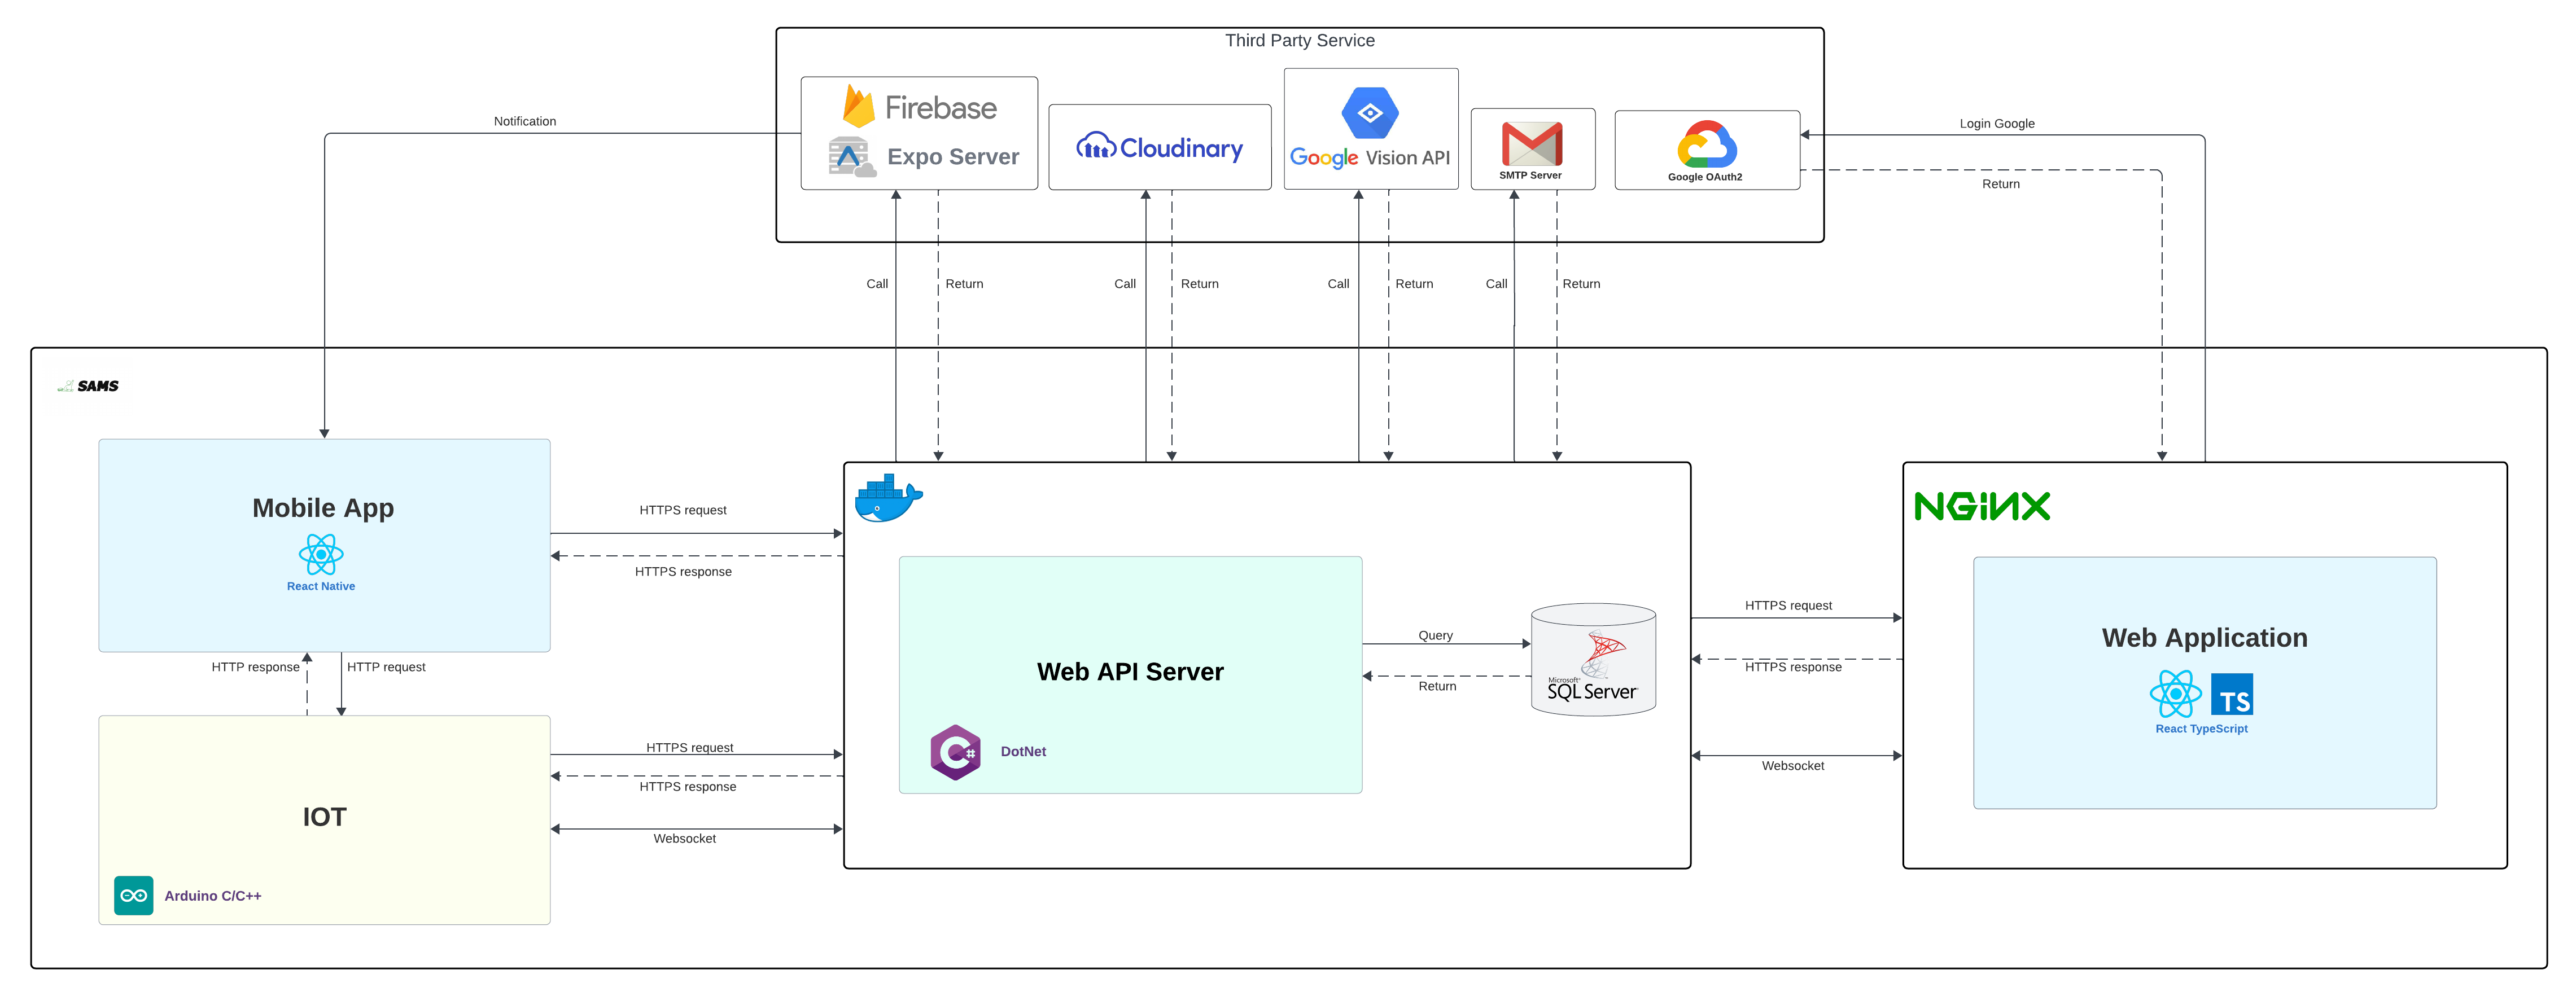 Third Party Service
Firebase
Expo Server
Cloudinary
Google Vision API
SMTP Server
Google OAuth2
Notification
Login Google
Return
Call
Return
Call
Return
Call
Return
Call
Return
SAMS
Mobile App
React Native
HTTPS request
HTTPS response
HTTP response
HTTP request
IOT
Arduino C/C++
HTTPS request
HTTPS response
Websocket
Web API Server
DotNet
C#
Query
Return
Microsoft
SQL Server
HTTPS request
HTTPS response
Websocket
NGINX
Web Application
TS
React TypeScript